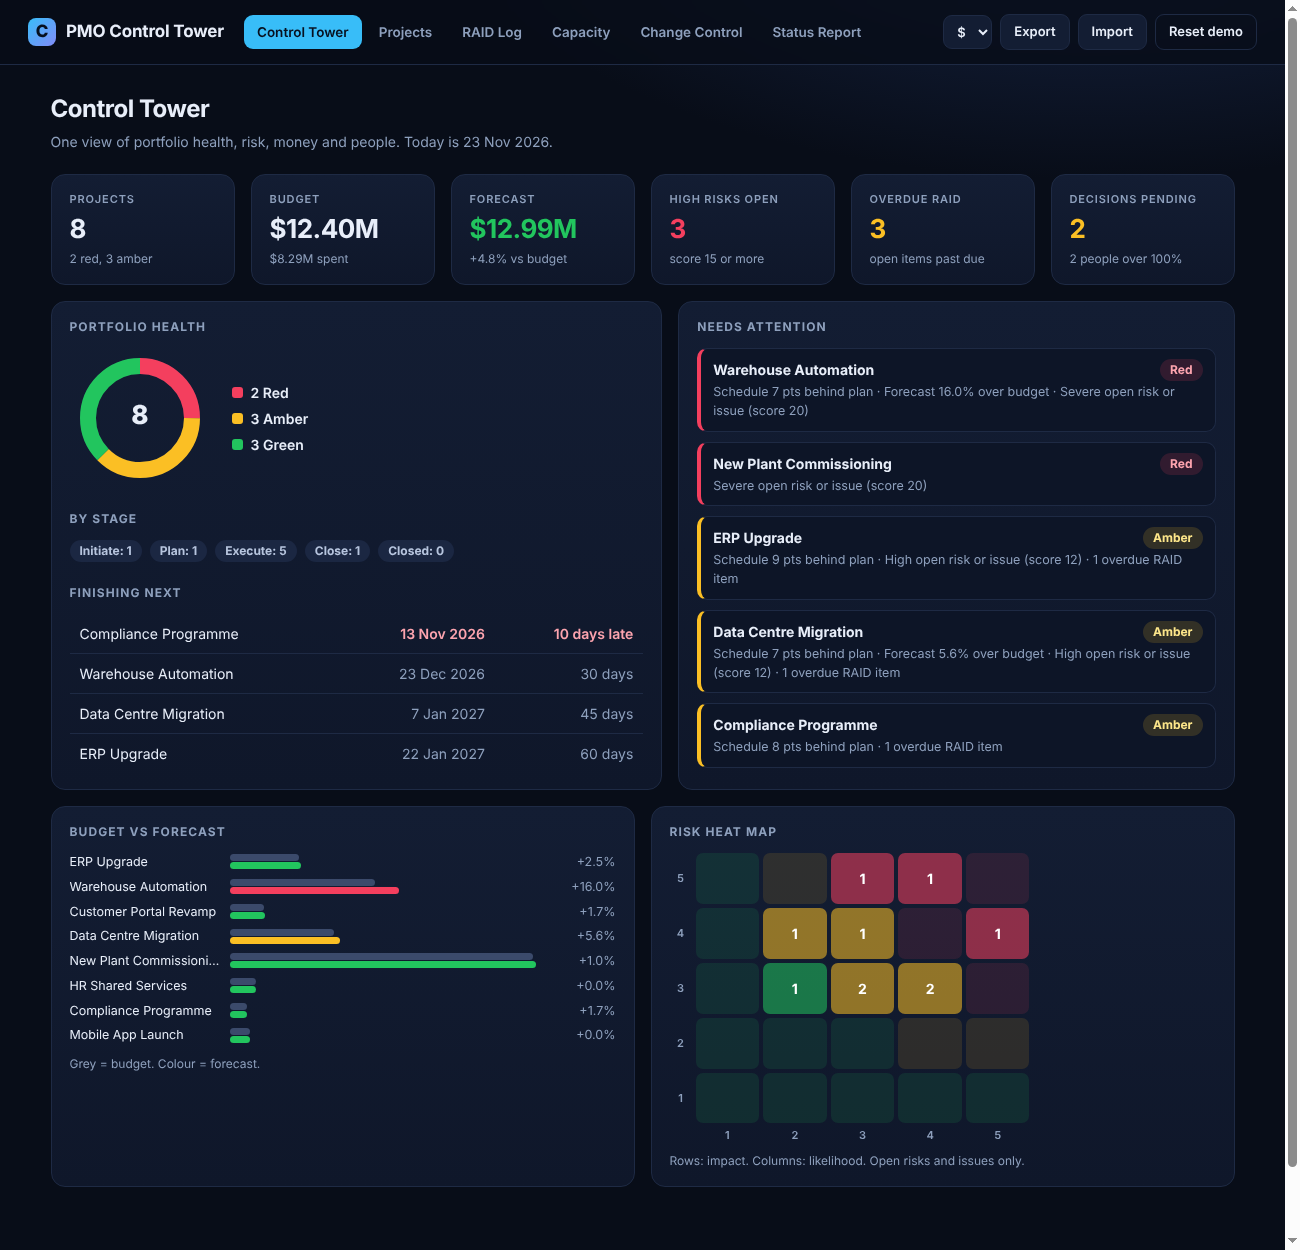 C PMO Control Tower Control Tower Projects RAID Log Capacity Change Control Status Report $ Export Import Reset demo
Control Tower
One view of portfolio health, risk, money and people. Today is 23 Nov 2026.
PROJECTS
8
2 red, 3 amber
BUDGET
$12.40M
$8.29M spent
FORECAST
$12.99M
+4.8% vs budget
HIGH RISKS OPEN
3
score 15 or more
OVERDUE RAID
3
open items past due
DECISIONS PENDING
2
2 people over 100%
PORTFOLIO HEALTH
8
2 Red
3 Amber
3 Green
BY STAGE
Initiate: 1 Plan: 1 Execute: 5 Close: 1 Closed: 0
FINISHING NEXT
Compliance Programme 13 Nov 2026 10 days late
Warehouse Automation 23 Dec 2026 30 days
Data Centre Migration 7 Jan 2027 45 days
ERP Upgrade 22 Jan 2027 60 days
NEEDS ATTENTION
Warehouse Automation Red
Schedule 7 pts behind plan · Forecast 16.0% over budget · Severe open risk or
issue (score 20)
New Plant Commissioning Red
Severe open risk or issue (score 20)
ERP Upgrade Amber
Schedule 9 pts behind plan · High open risk or issue (score 12) · 1 overdue RAID
item
Data Centre Migration Amber
Schedule 7 pts behind plan · Forecast 5.6% over budget · High open risk or issue
(score 12) · 1 overdue RAID item
Compliance Programme Amber
Schedule 8 pts behind plan · 1 overdue RAID item
BUDGET VS FORECAST
ERP Upgrade +2.5%
Warehouse Automation +16.0%
Customer Portal Revamp +1.7%
Data Centre Migration +5.6%
New Plant Commissioni... +1.0%
HR Shared Services +0.0%
Compliance Programme +1.7%
Mobile App Launch +0.0%
Grey = budget. Colour = forecast.
RISK HEAT MAP
5 1 1
4 1 1 1
3 1 2 2
2
1
1 2 3 4 5
Rows: impact. Columns: likelihood. Open risks and issues only.